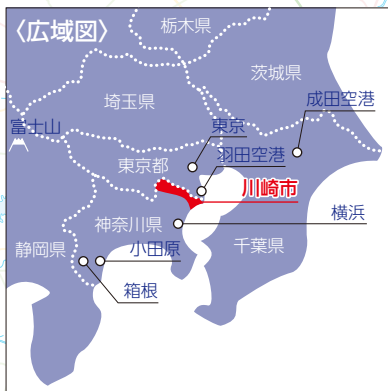 〈広域図〉
栃木県
茨城県
埼玉県
成田空港
富士山
東京
東京都
羽田空港
川崎市
横浜
神奈川県
千葉県
静岡県
小田原
箱根